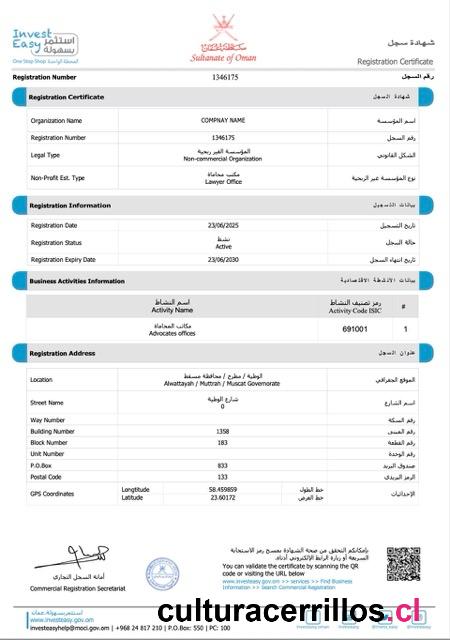 Invest
Easy
استثمر
بسهولة
One Stop Shop المحطة الواحدة
سلطنة عمان
Sultanate of Oman
شهادة سجل
Registration Certificate
Registration Number 1346175 رقم السجل
Registration Certificate شهادة السجل
Organization Name COMPNAY NAME اسم المؤسسة
Registration Number 1346175 رقم السجل
Legal Type المؤسسة الغير ربحية الشكل القانوني
Non-commercial Organization
Non-Profit Est. Type مكتب محاماة نوع المؤسسة غير الربحية
Lawyer Office
Registration Information بيانات التسجيل
Registration Date 23/06/2025 تاريخ التسجيل
Registration Status نشط حالة السجل
Active
Registration Expiry Date 23/06/2030 تاريخ انتهاء السجل
Business Activities Information بيانات الأنشطة الاقتصادية
اسم النشاط رمز تصنيف النشاط #
Activity Name Activity Code ISIC
مكاتب المحاماة 691001 1
Advocates offices
Registration Address عنوان السجل
Location الوطية / مطرح / محافظة مسقط الموقع الجغرافي
Alwattayah / Muttrah / Muscat Governorate
Street Name شارع الوطية اسم الشارع
0
Way Number رقم السكة
Building Number 1358 رقم المبنى
Block Number 183 رقم القطعة
Unit Number رقم الوحدة
P.O.Box 833 صندوق البريد
Postal Code 133 الرمز البريدي
GPS Coordinates Longtitude 58.459859 خط الطول الإحداثيات
Latitude 23.60172 خط العرض
أمانة السجل التجاري
Commercial Registration Secretariat
بإمكانكم التحقق من صحة الشهادة بمسح رمز الاستجابة
السريعة أو زيارة الرابط الإلكتروني أدناه.
You can validate the certificate by scanning the QR
code or visiting the URL below
www.investeasy.gov.om >> services >> Find Business
Information >> Search Commercial Registration
استثمر بسهولة.عمان
www.investeasy.gov.om
investeasyhelp@moci.gov.om | +968 24 817 210 | P.O.Box: 550 | PC: 100
culturacerrillos.cl